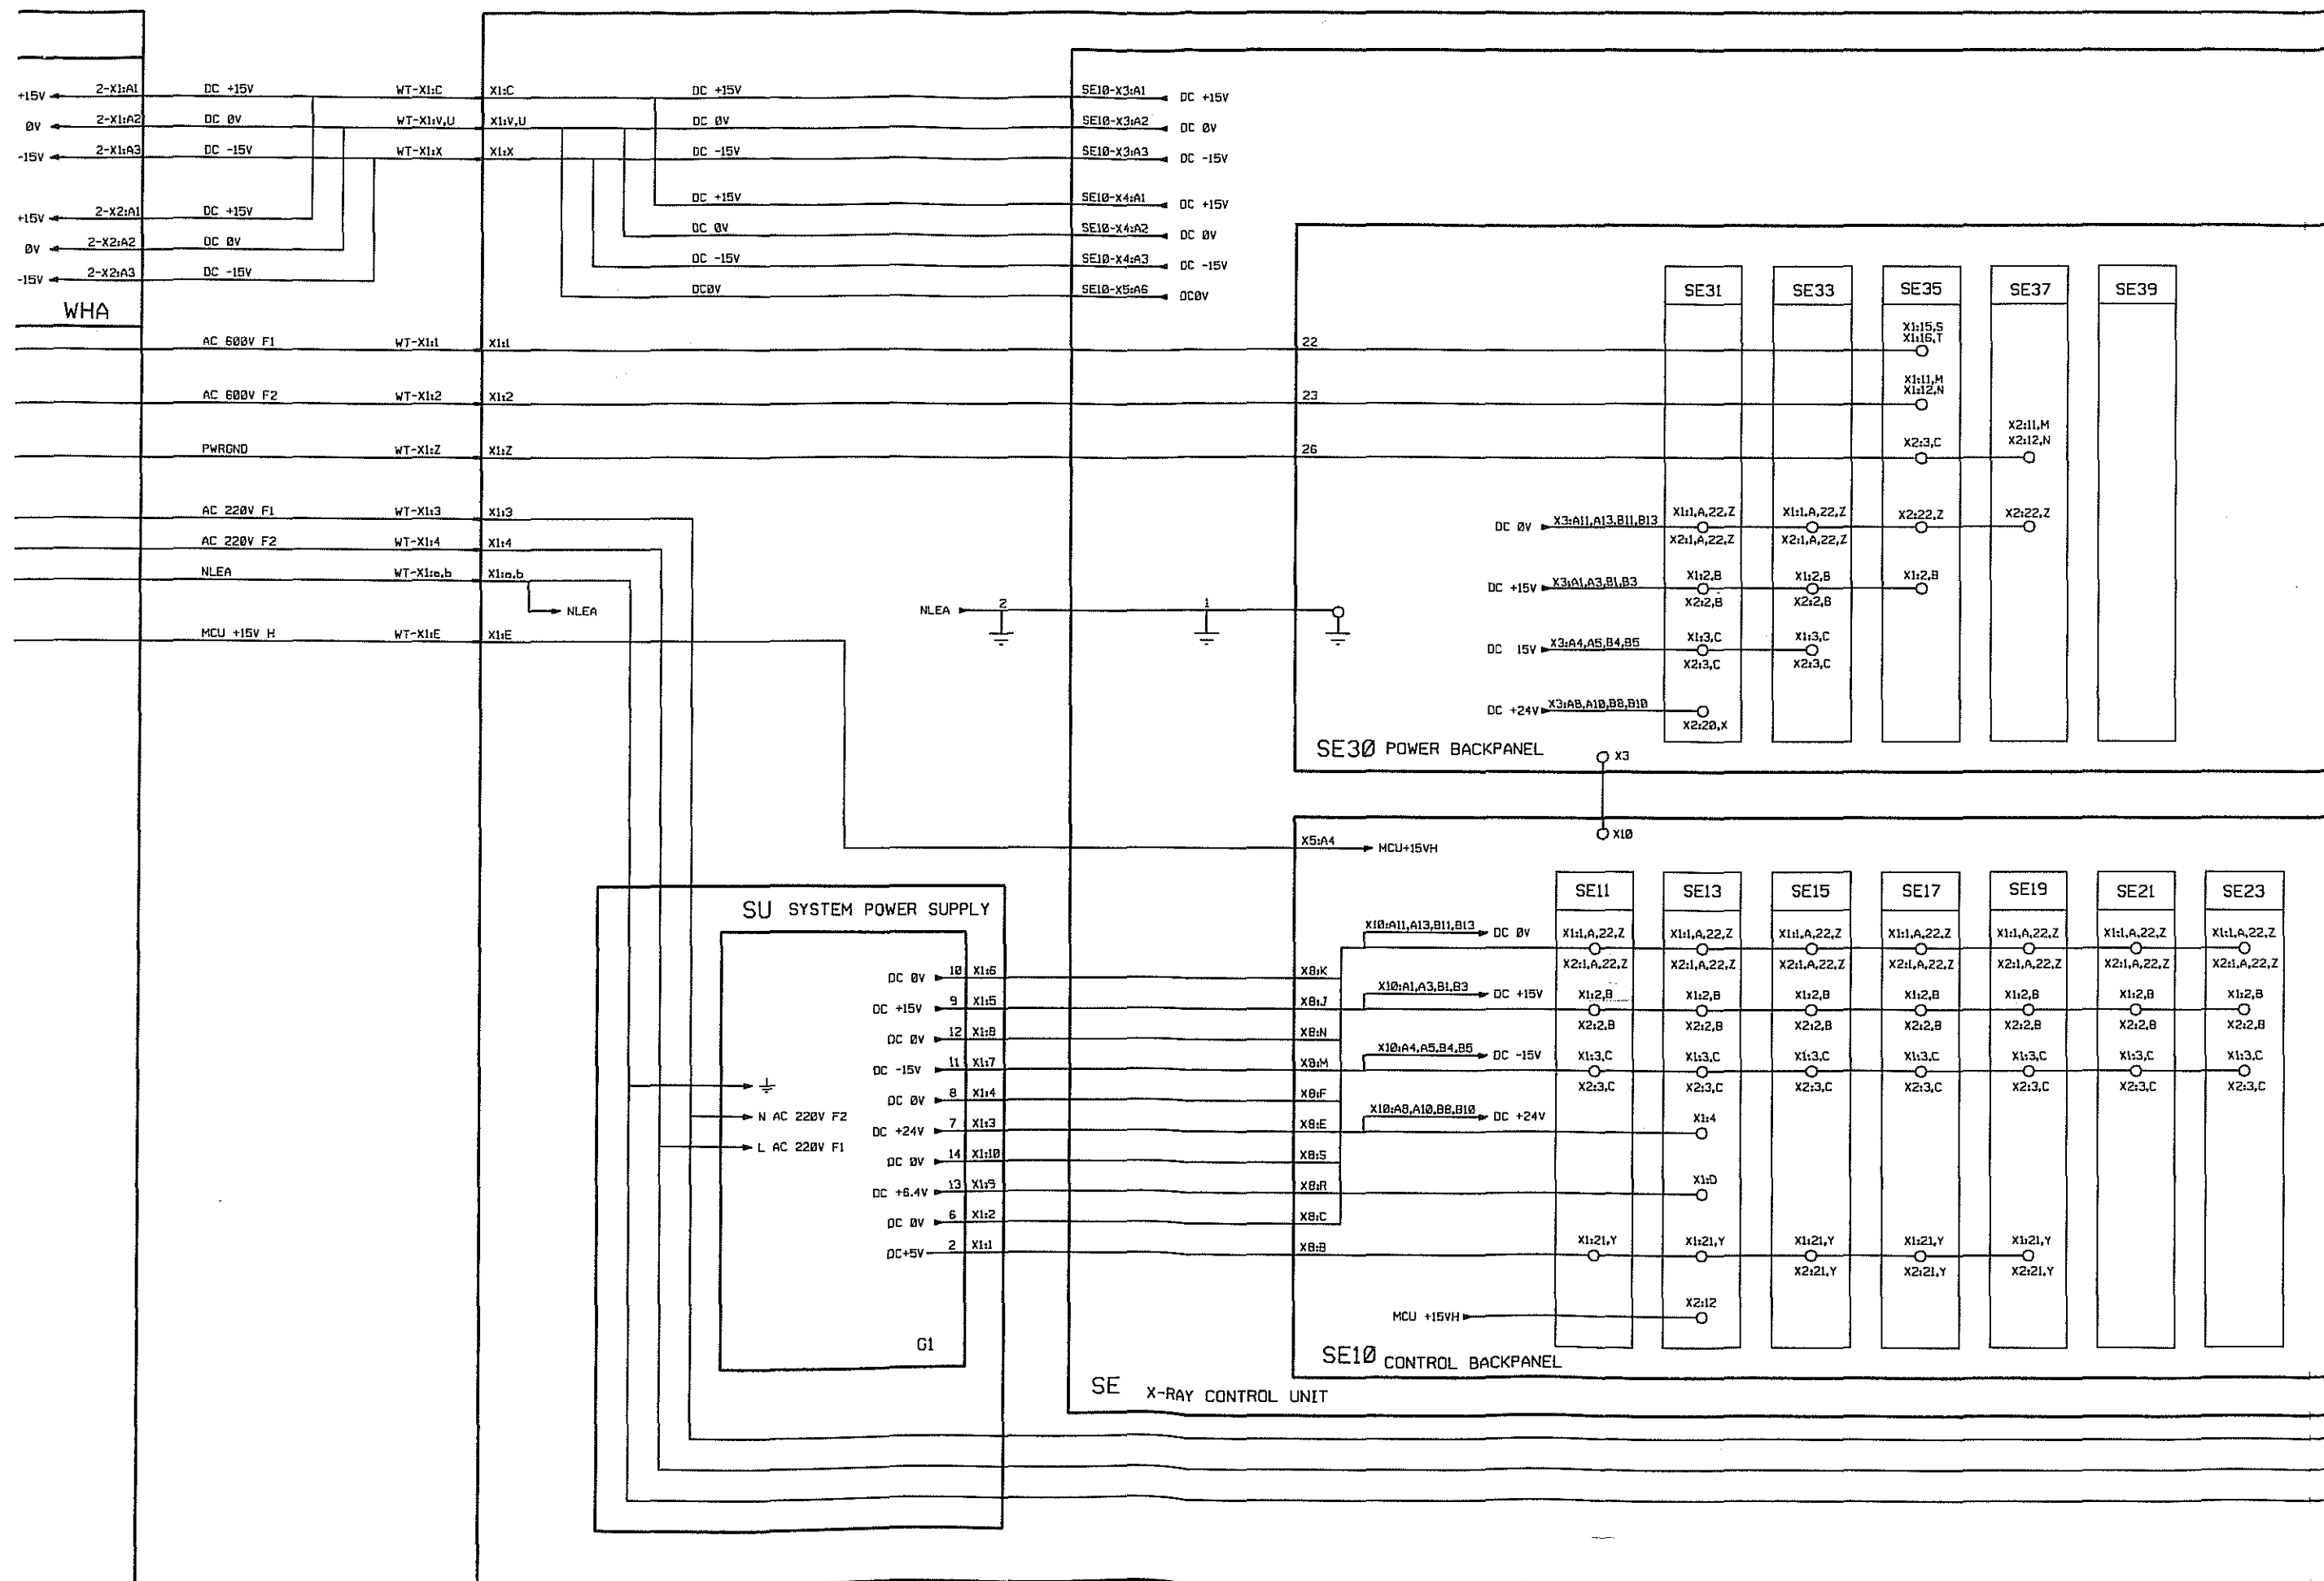 +15V 2-X1:A1 DC +15V WT-X1:C X1:C DC +15V SE10-X3:A1 DC +15V
0V 2-X1:A2 DC 0V WT-X1:V,U X1:V,U DC 0V SE10-X3:A2 DC 0V
-15V 2-X1:A3 DC -15V WT-X1:X X1:X DC -15V SE10-X3:A3 DC -15V
DC +15V SE10-X4:A1 DC +15V
+15V 2-X2:A1 DC +15V
DC 0V SE10-X4:A2 DC 0V
0V 2-X2:A2 DC 0V
DC -15V SE10-X4:A3 DC -15V
-15V 2-X2:A3 DC -15V
DC0V SE10-X5:A6 DC0V
WHA
SE31 SE33 SE35 SE37 SE39
X1:15,S
X1:16,T
AC 600V F1 WT-X1:1 X1:1 22
X1:11,M
X1:12,N
AC 600V F2 WT-X1:2 X1:2 23
X2:11,M
X2:3,C X2:12,N
PWRGND WT-X1:Z X1:Z 26
AC 220V F1 WT-X1:3 X1:3
DC 0V X3:A11,A13,B11,B13 X1:1,A,22,Z X1:1,A,22,Z X2:22,Z X2:22,Z
X2:1,A,22,Z X2:1,A,22,Z
AC 220V F2 WT-X1:4 X1:4
NLEA WT-X1:a,b X1:a,b
DC +15V X3:A1,A3,B1,B3 X1:2,B X1:2,B X1:2,B
X2:2,B X2:2,B
NLEA NLEA 2 1
MCU +15V H WT-X1:E X1:E
DC 15V X3:A4,A5,B4,B5 X1:3,C X1:3,C
X2:3,C X2:3,C
DC +24V X3:A8,A10,B8,B10
X2:20,X
SE30 POWER BACKPANEL
X3
X10
X5:A4 MCU+15VH
SE11 SE13 SE15 SE17 SE19 SE21 SE23
SU SYSTEM POWER SUPPLY
X10:A11,A13,B11,B13 DC 0V X1:1,A,22,Z X1:1,A,22,Z X1:1,A,22,Z X1:1,A,22,Z X1:1,A,22,Z X1:1,A,22,Z X1:1,A,22,Z
X2:1,A,22,Z X2:1,A,22,Z X2:1,A,22,Z X2:1,A,22,Z X2:1,A,22,Z X2:1,A,22,Z X2:1,A,22,Z
DC 0V 10 X1:6 X8:K
X10:A1,A3,B1,B3 DC +15V X1:2,B X1:2,B X1:2,B X1:2,B X1:2,B X1:2,B X1:2,B
DC +15V 9 X1:5 X8:J
X2:2,B X2:2,B X2:2,B X2:2,B X2:2,B X2:2,B X2:2,B
DC 0V 12 X1:8 X8:N
X10:A4,A5,B4,B5 DC -15V X1:3,C X1:3,C X1:3,C X1:3,C X1:3,C X1:3,C X1:3,C
DC -15V 11 X1:7 X8:M
X2:3,C X2:3,C X2:3,C X2:3,C X2:3,C X2:3,C X2:3,C
DC 0V 8 X1:4 X8:F
N AC 220V F2
X10:A8,A10,B8,B10 DC +24V X1:4
DC +24V 7 X1:3 X8:E
L AC 220V F1
DC 0V 14 X1:10 X8:S
DC +6.4V 13 X1:9 X8:R X1:D
DC 0V 6 X1:2 X8:C
DC+5V 2 X1:1 X8:B X1:21,Y X1:21,Y X1:21,Y X1:21,Y X1:21,Y
X2:21,Y X2:21,Y X2:21,Y
MCU +15VH X2:12
G1
SE10 CONTROL BACKPANEL
SE X-RAY CONTROL UNIT